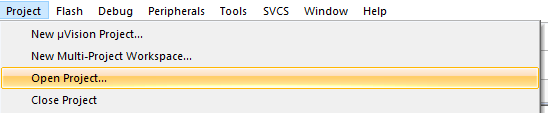 Project Flash Debug Peripherals Tools SVCS Window Help
New µVision Project...
New Multi-Project Workspace...
Open Project...
Close Project